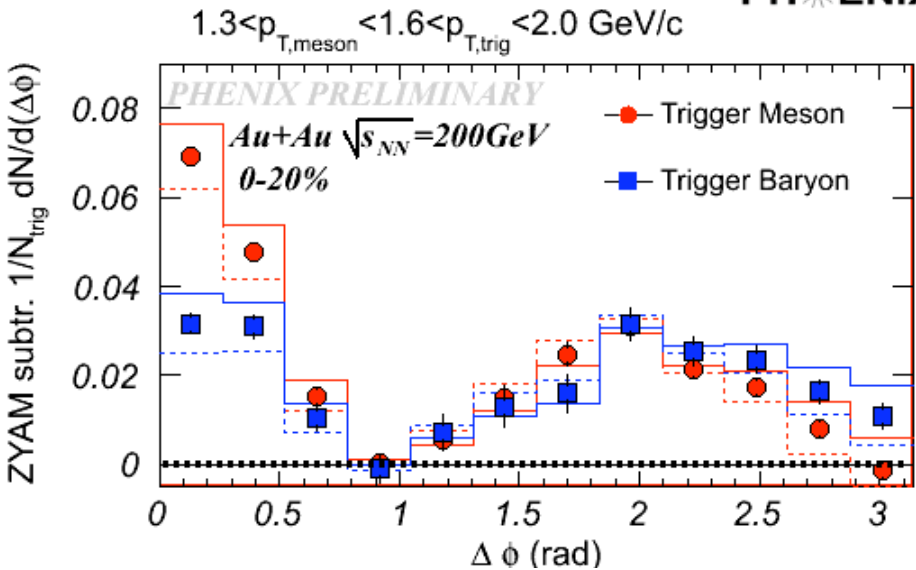 1.3<p_T,meson<1.6<p_T,trig<2.0 GeV/c
PHENIX PRELIMINARY
Au+Au √s_NN=200GeV
0-20%
Trigger Meson
Trigger Baryon
ZYAM subtr. 1/N_trig dN/d(Δϕ)
0.08
0.06
0.04
0.02
0
0 0.5 1 1.5 2 2.5 3
Δ ϕ (rad)